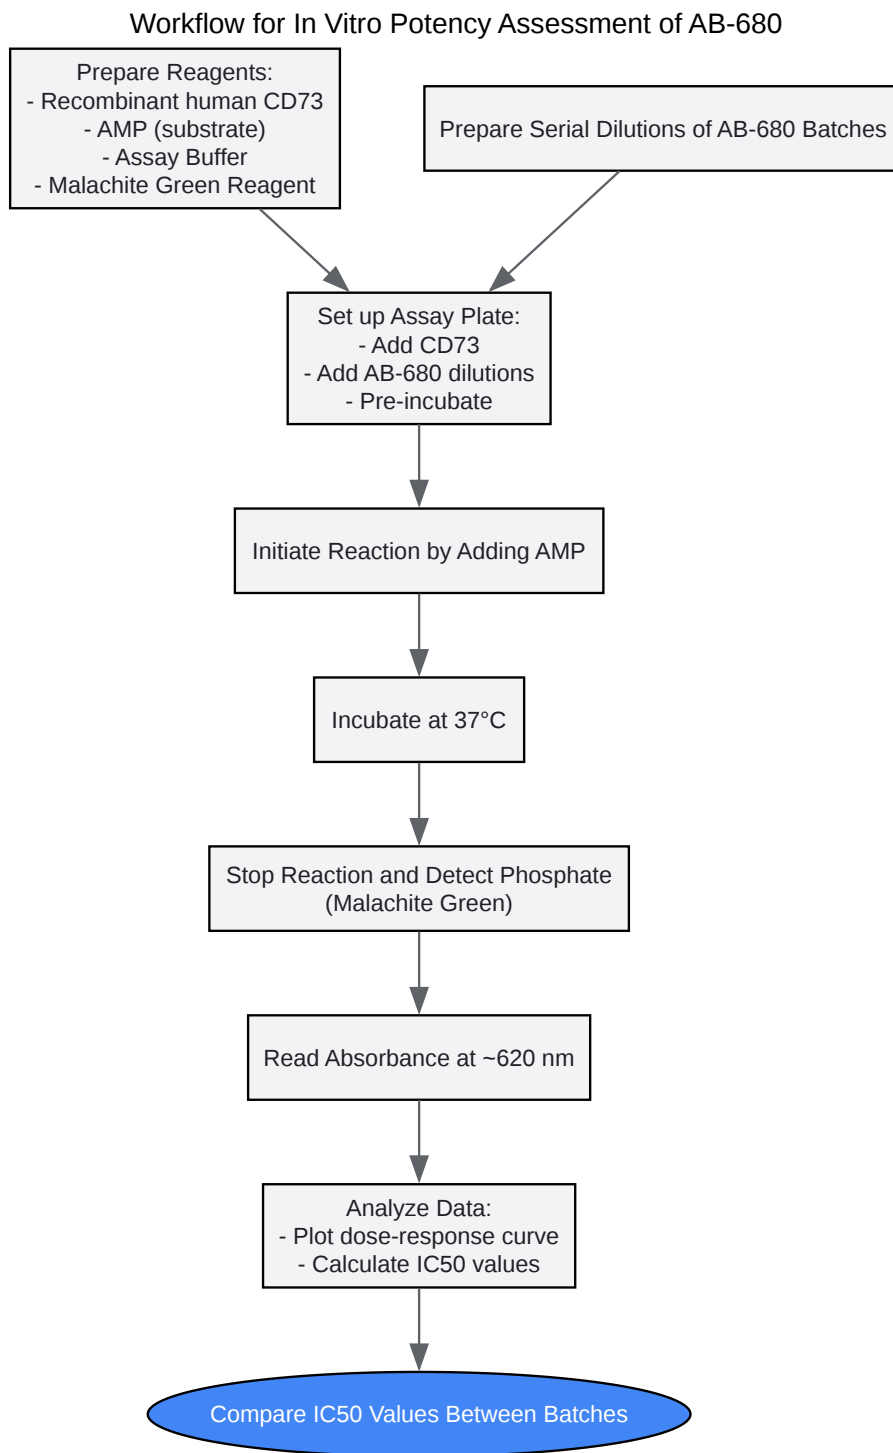 Workflow for In Vitro Potency Assessment of AB-680
Prepare Reagents:
- Recombinant human CD73
- AMP (substrate)
- Assay Buffer
- Malachite Green Reagent
Prepare Serial Dilutions of AB-680 Batches
Set up Assay Plate:
- Add CD73
- Add AB-680 dilutions
- Pre-incubate
Initiate Reaction by Adding AMP
Incubate at 37°C
Stop Reaction and Detect Phosphate
(Malachite Green)
Read Absorbance at ~620 nm
Analyze Data:
- Plot dose-response curve
- Calculate IC50 values
Compare IC50 Values Between Batches